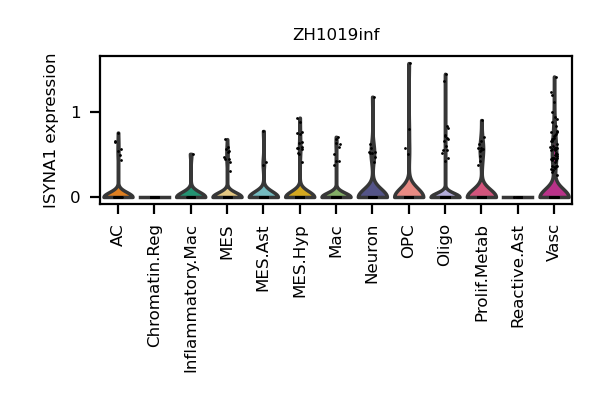 ZH1019inf
ISYNA1 expression
1
0
AC
Chromatin.Reg
Inflammatory.Mac
MES
MES.Ast
MES.Hyp
Mac
Neuron
OPC
Oligo
Prolif.Metab
Reactive.Ast
Vasc